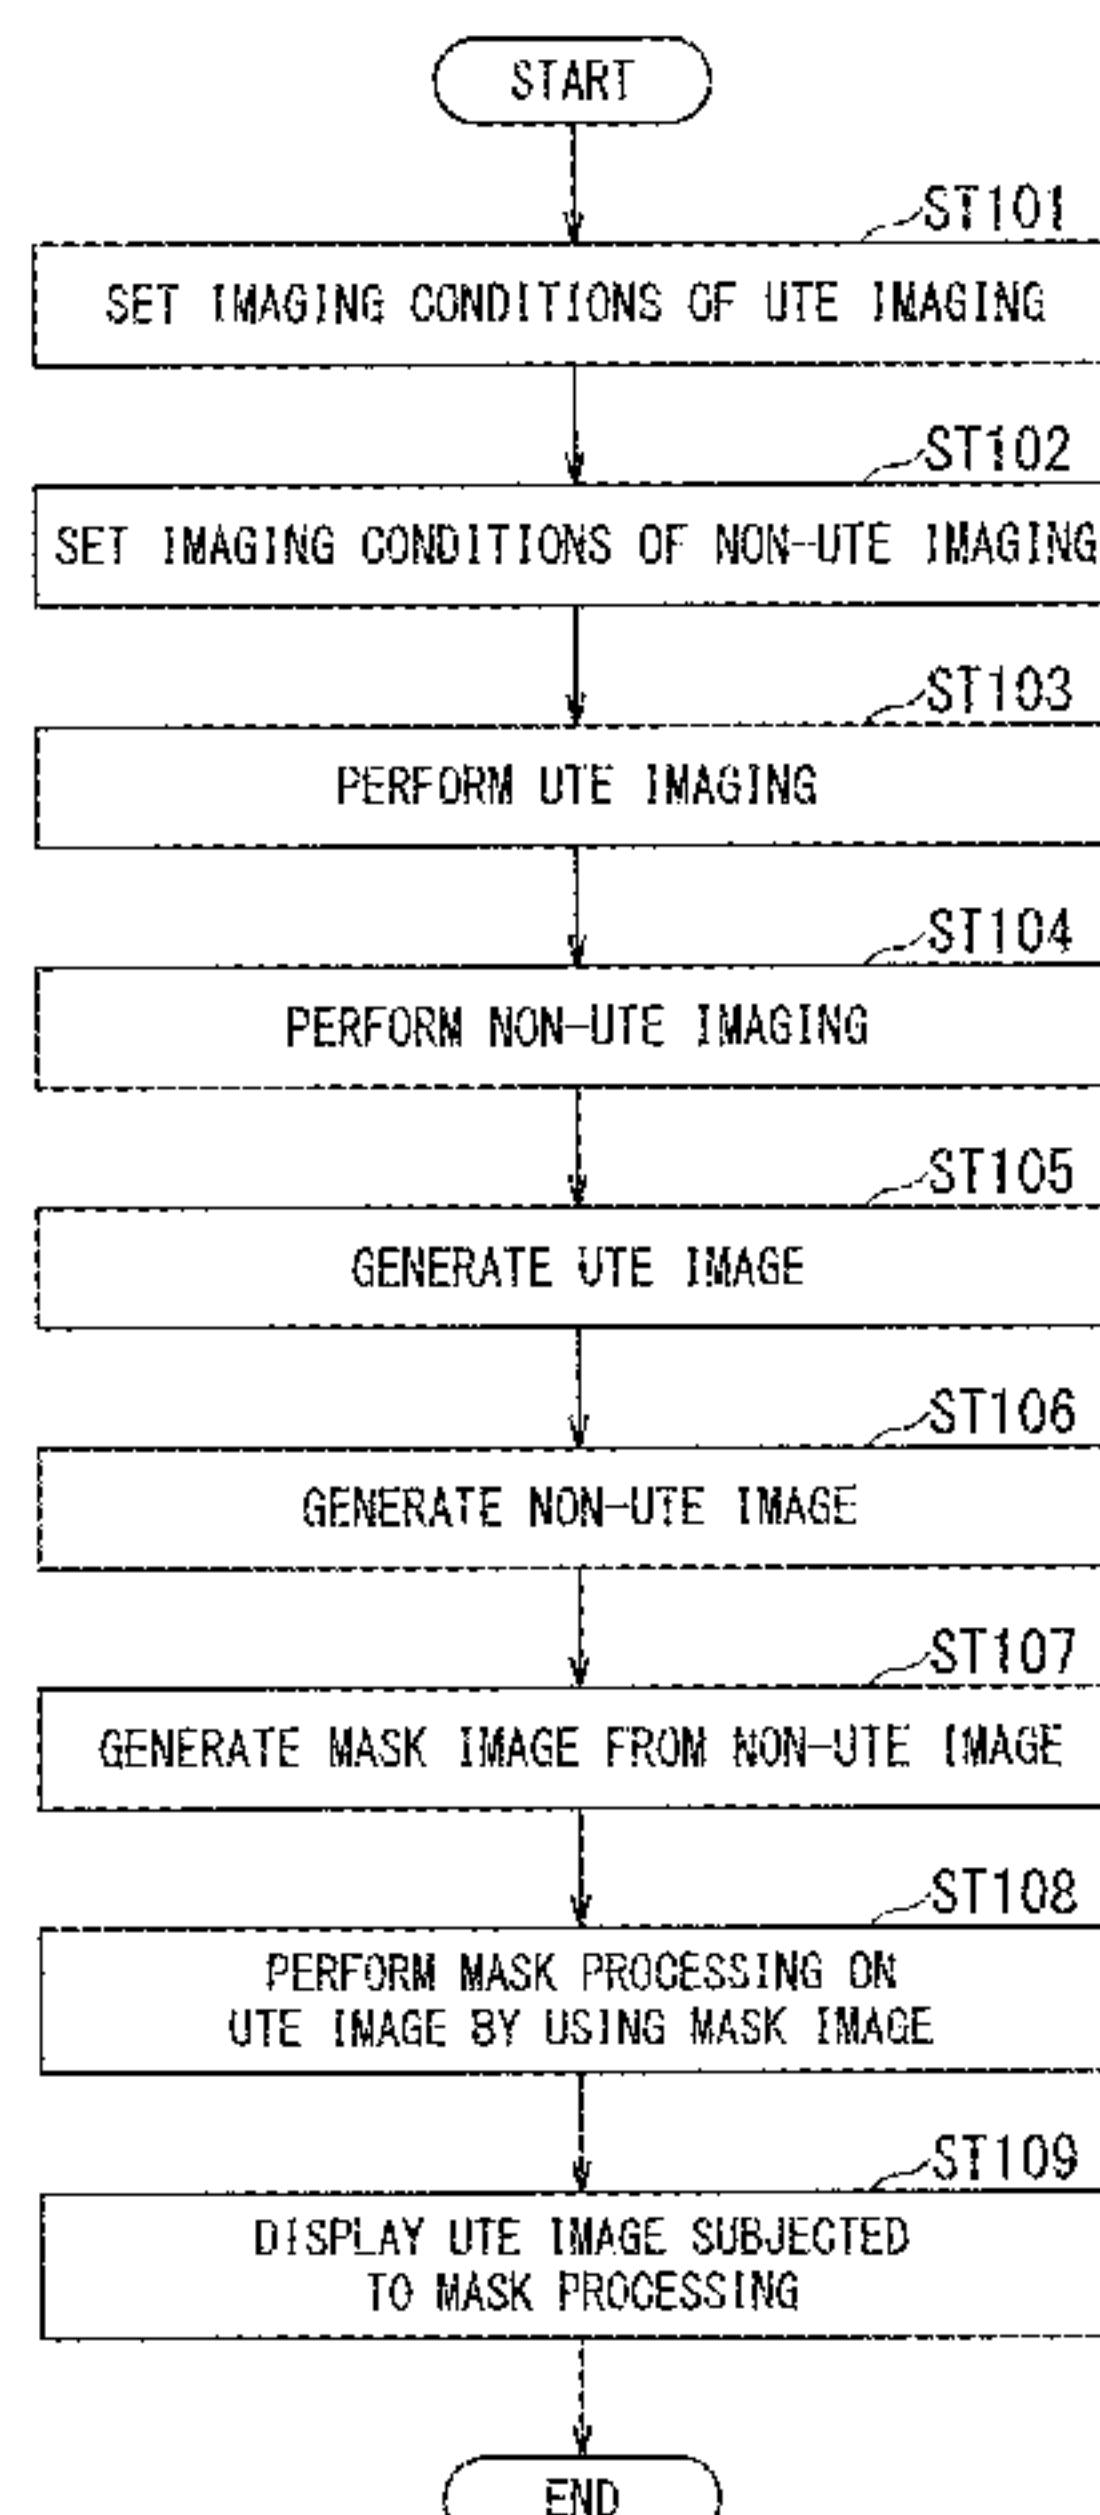 START
ST101
SET IMAGING CONDITIONS OF UTE IMAGING
ST102
SET IMAGING CONDITIONS OF NON-UTE IMAGING
ST103
PERFORM UTE IMAGING
ST104
PERFORM NON-UTE IMAGING
ST105
GENERATE UTE IMAGE
ST106
GENERATE NON-UTE IMAGE
ST107
GENERATE MASK IMAGE FROM NON-UTE IMAGE
ST108
PERFORM MASK PROCESSING ON
UTE IMAGE BY USING MASK IMAGE
ST109
DISPLAY UTE IMAGE SUBJECTED
TO MASK PROCESSING
END